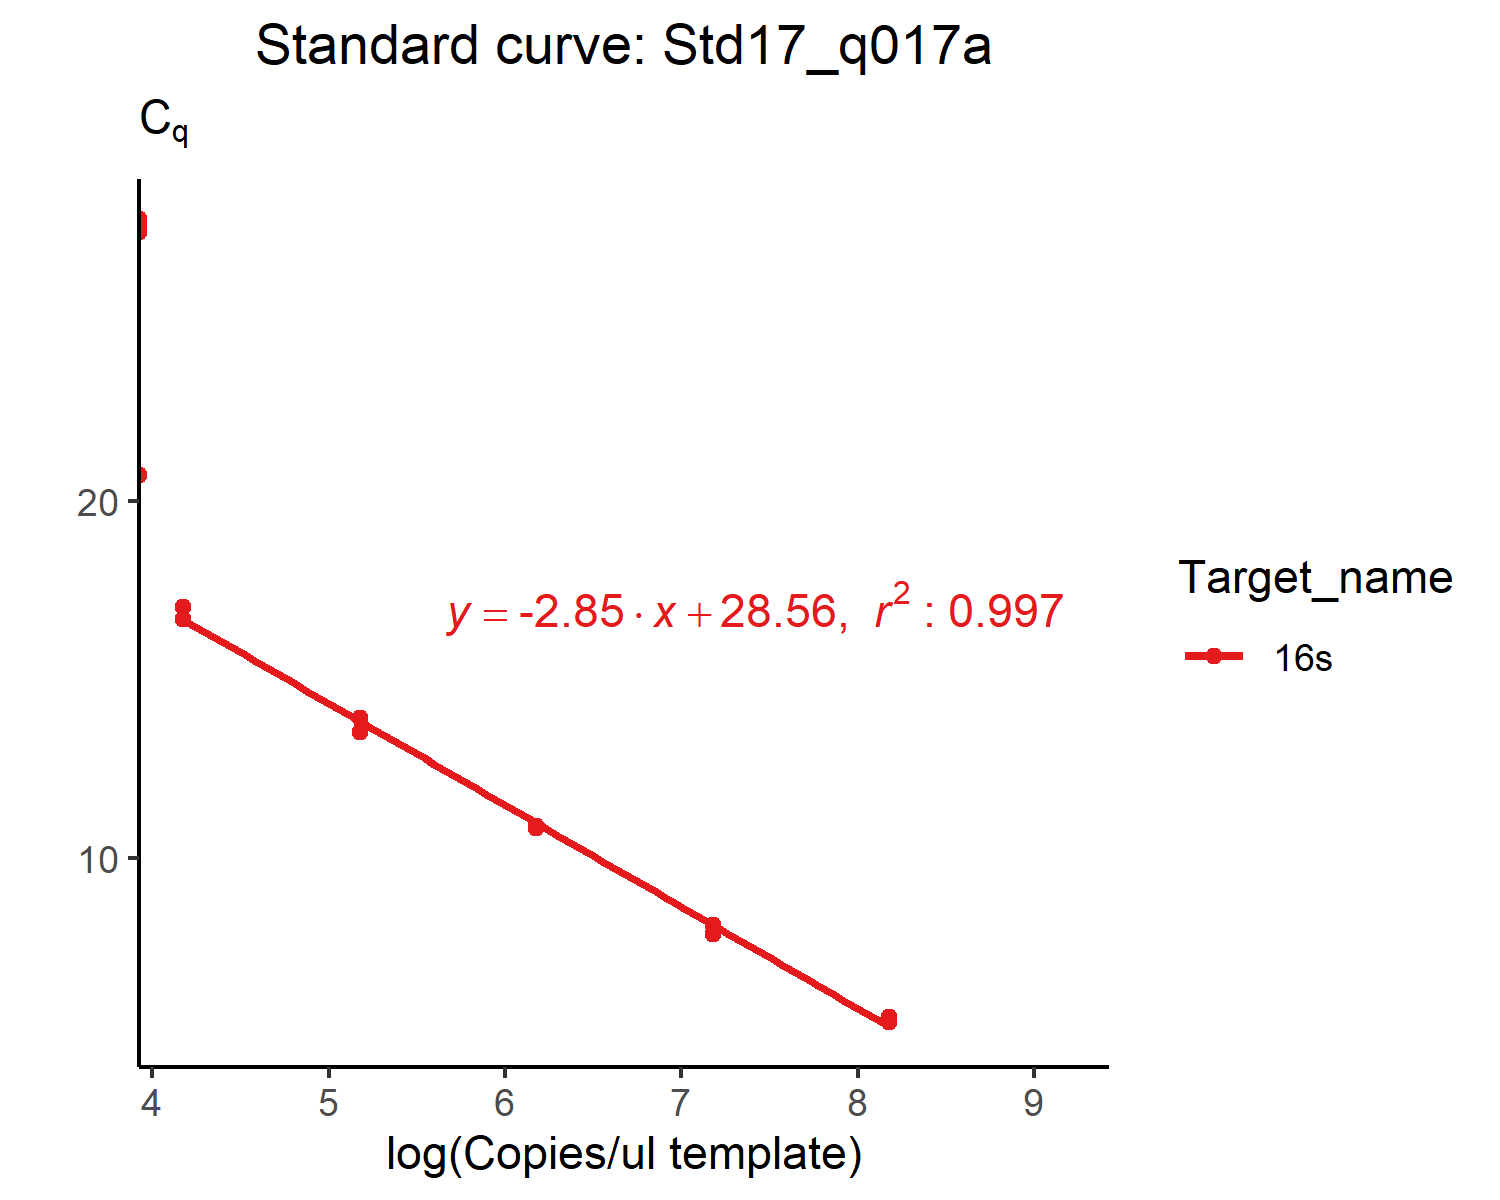 Standard curve: Std17_q017a
Cq
20
10
y = -2.85 · x + 28.56, r2 : 0.997
Target_name
16s
4 5 6 7 8 9
log(Copies/ul template)